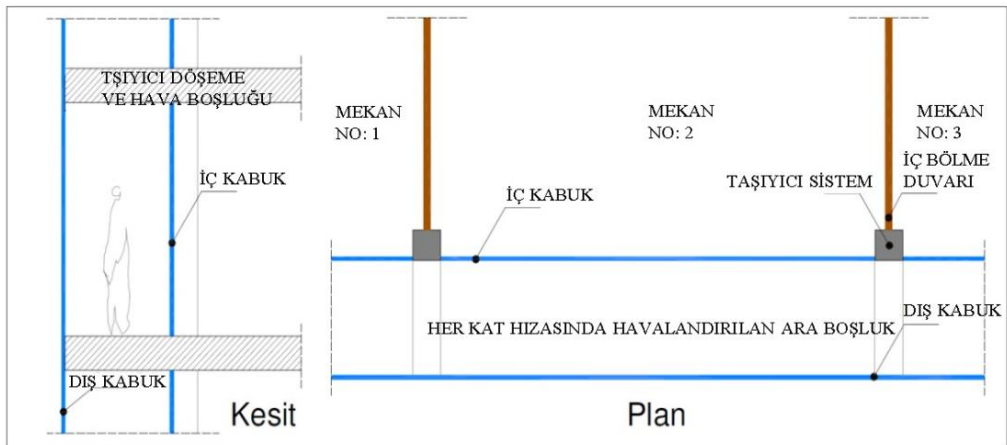 TŞIYICI DÖŞEME
VE HAVA BOŞLUĞU
İÇ KABUK
DIŞ KABUK
Kesit
MEKAN
NO: 1
MEKAN
NO: 2
MEKAN
NO: 3
İÇ BÖLME
DUVARI
TAŞIYICI SİSTEM
İÇ KABUK
DIŞ KABUK
HER KAT HIZASINDA HAVALANDIRILAN ARA BOŞLUK
Plan